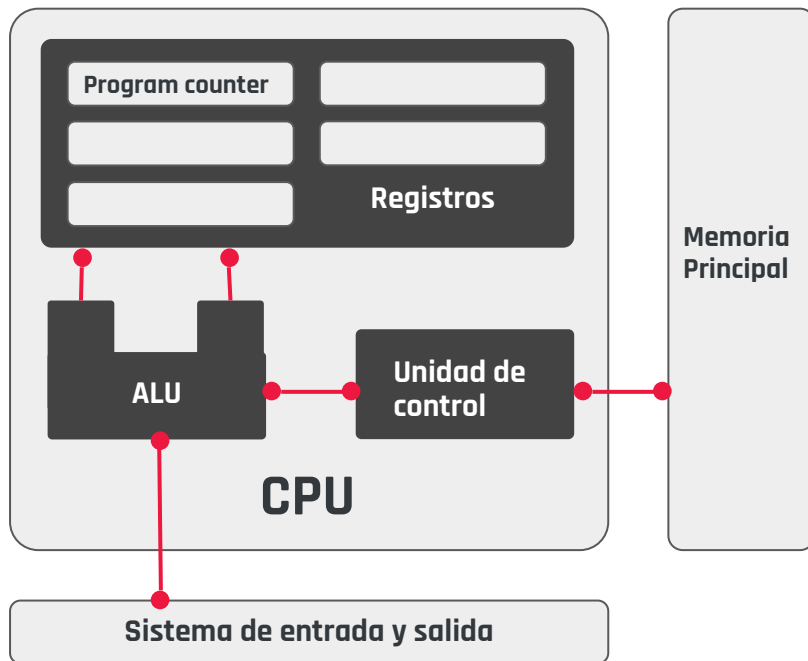 Program counter
Registros
Memoria
Principal
ALU
Unidad de
control
CPU
Sistema de entrada y salida